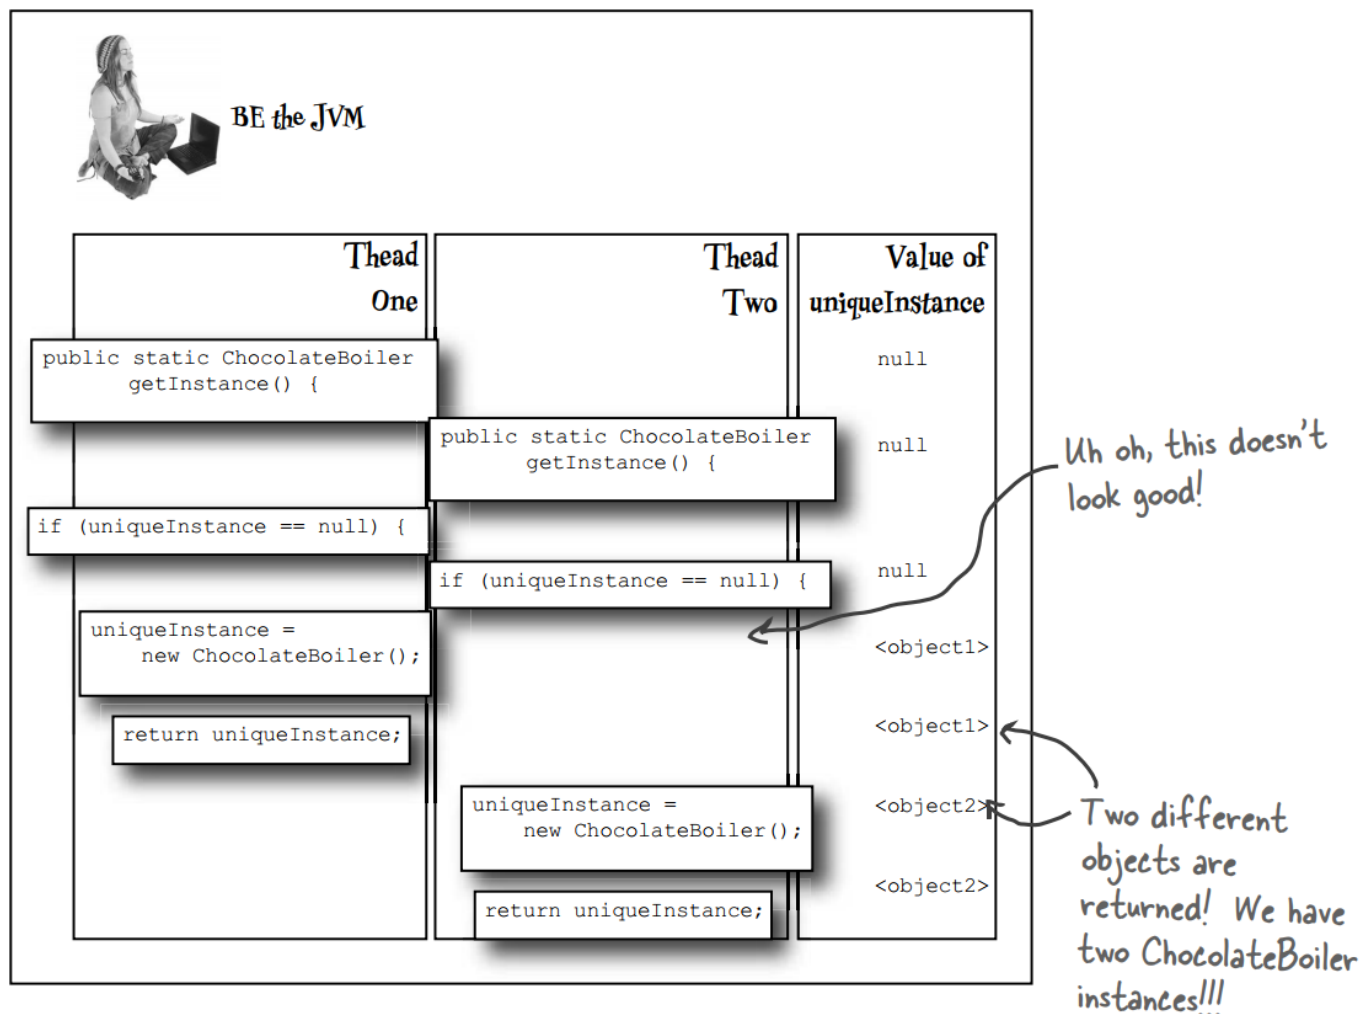 BE the JVM
Thead
One
Thead
Two
Value of
uniqueInstance
public static ChocolateBoiler
getInstance() {
null
public static ChocolateBoiler
getInstance() {
null
Uh oh, this doesn't
look good!
if (uniqueInstance == null) {
if (uniqueInstance == null) {
null
uniqueInstance =
new ChocolateBoiler();
<object1>
return uniqueInstance;
<object1>
uniqueInstance =
new ChocolateBoiler();
<object2>
Two different
objects are
returned! We have
two ChocolateBoiler
instances!!!
return uniqueInstance;
<object2>